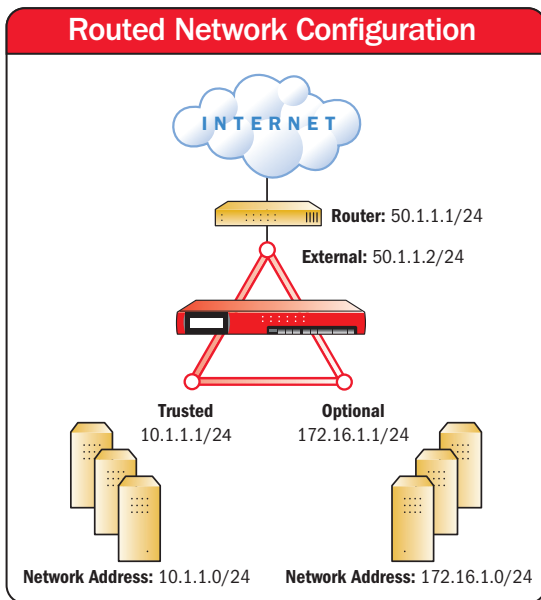 Routed Network Configuration
INTERNET
Router: 50.1.1.1/24
External: 50.1.1.2/24
Trusted
10.1.1.1/24
Optional
172.16.1.1/24
Network Address: 10.1.1.0/24
Network Address: 172.16.1.0/24